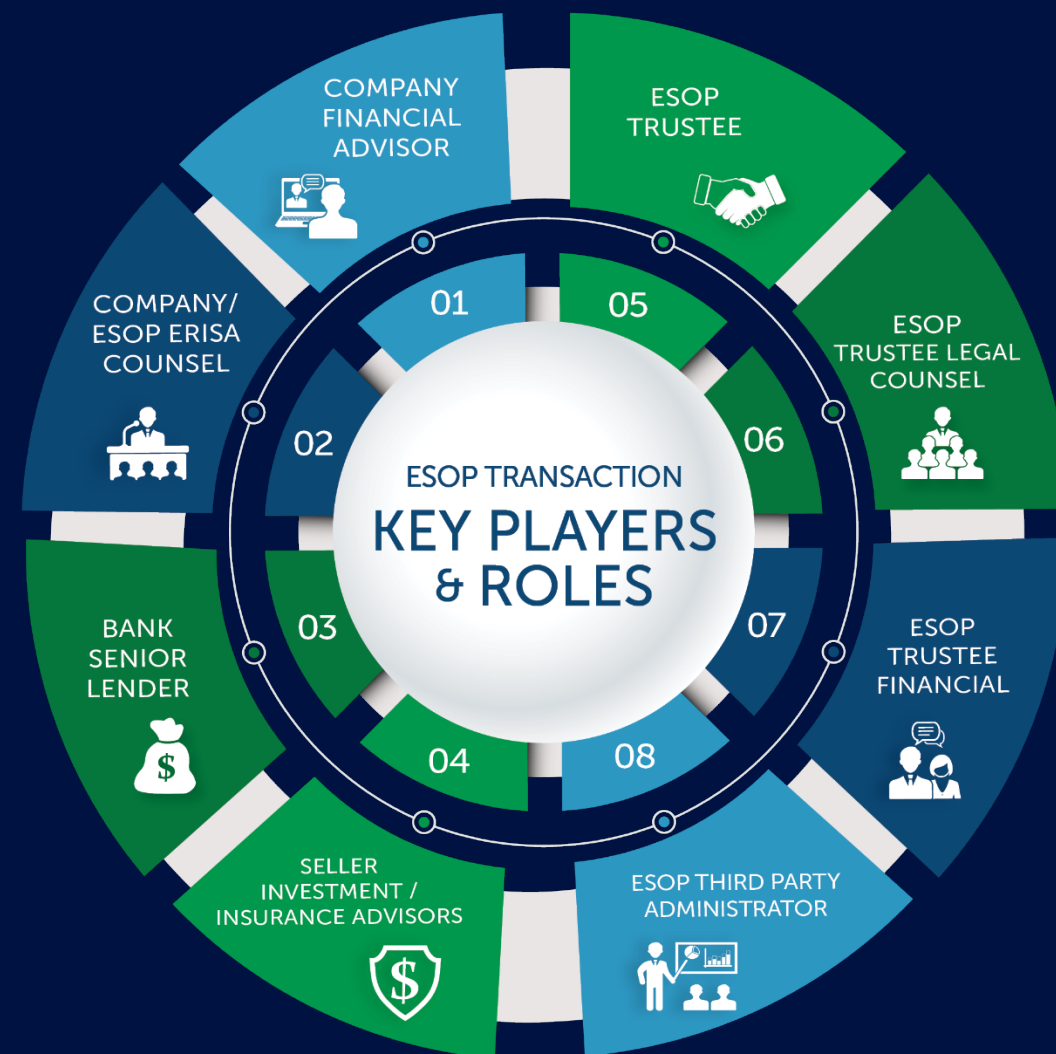 ESOP TRANSACTION
KEY PLAYERS
& ROLES
01
COMPANY
FINANCIAL
ADVISOR
02
COMPANY/
ESOP ERISA
COUNSEL
03
BANK
SENIOR
LENDER
$
04
SELLER
INVESTMENT /
INSURANCE ADVISORS
$
05
ESOP
TRUSTEE
06
ESOP
TRUSTEE LEGAL
COUNSEL
07
ESOP
TRUSTEE
FINANCIAL
08
ESOP THIRD PARTY
ADMINISTRATOR